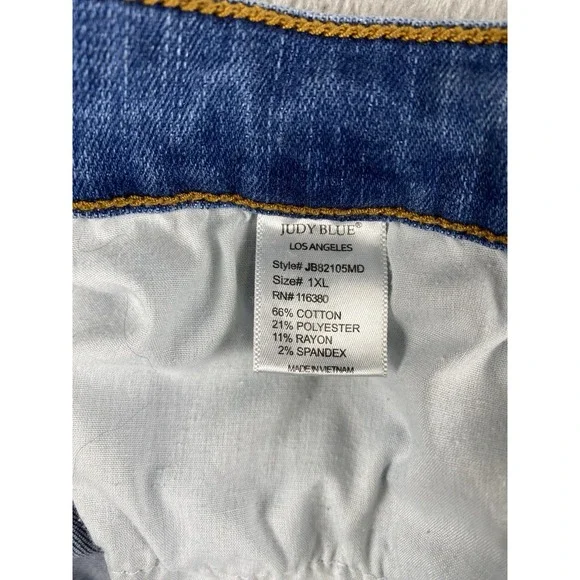 JUDY BLUE®
LOS ANGELES
Style# JB82105MD
Size# 1XL
RN# 116380
66% COTTON
21% POLYESTER
11% RAYON
2% SPANDEX
MADE IN VIETNAM